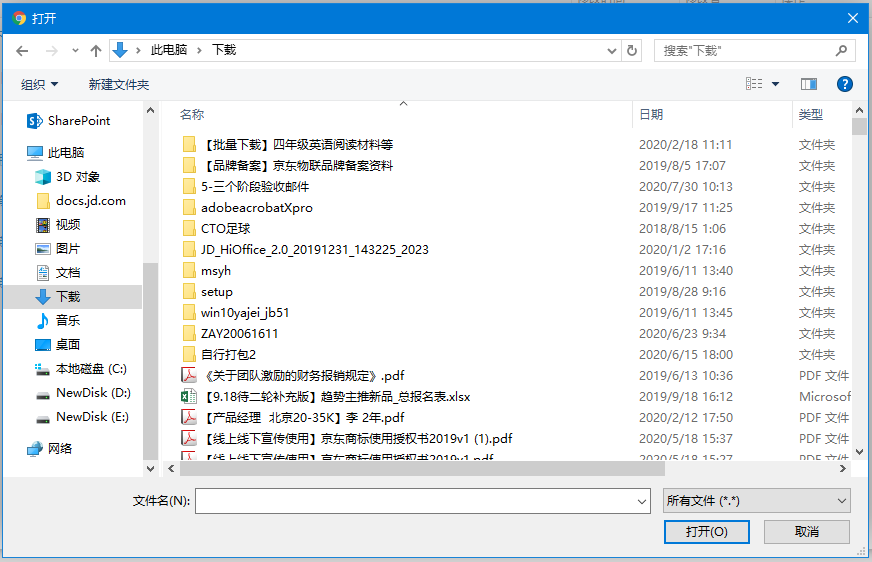 打开
此电脑 › 下载
搜索"下载"
组织
新建文件夹
SharePoint
此电脑
3D 对象
docs.jd.com
视频
图片
文档
下载
音乐
桌面
本地磁盘 (C:)
NewDisk (D:)
NewDisk (E:)
网络
名称 日期 类型
【批量下载】四年级英语阅读材料等 2020/2/18 11:11 文件夹
【品牌备案】京东物联品牌备案资料 2019/8/5 17:07 文件夹
5-三个阶段验收邮件 2020/7/30 10:13 文件夹
adobeacrobatXpro 2019/9/17 11:25 文件夹
CTO足球 2018/8/15 1:06 文件夹
JD_HiOffice_2.0_20191231_143225_2023 2020/1/2 17:16 文件夹
msyh 2019/6/11 13:40 文件夹
setup 2019/8/28 9:16 文件夹
win10yajei_jb51 2019/6/11 13:45 文件夹
ZAY20061611 2020/6/23 9:34 文件夹
自行打包2 2020/6/15 18:00 文件夹
《关于团队激励的财务报销规定》.pdf 2019/6/13 10:36 PDF 文件
【9.18待二轮补充版】趋势主推新品_总报名表.xlsx 2019/9/18 16:12 Microsof
【产品经理 北京20-35K】李 2年.pdf 2020/2/12 17:50 PDF 文件
【线上线下宣传使用】京东商标使用授权书2019v1 (1).pdf 2020/5/18 15:37 PDF 文件
【线上线下宣传使用】京东商标使用授权书2019v1.pdf 2020/5/18 15:27 PDF 文件
文件名(N):
所有文件 (*.*)
打开(O)
取消